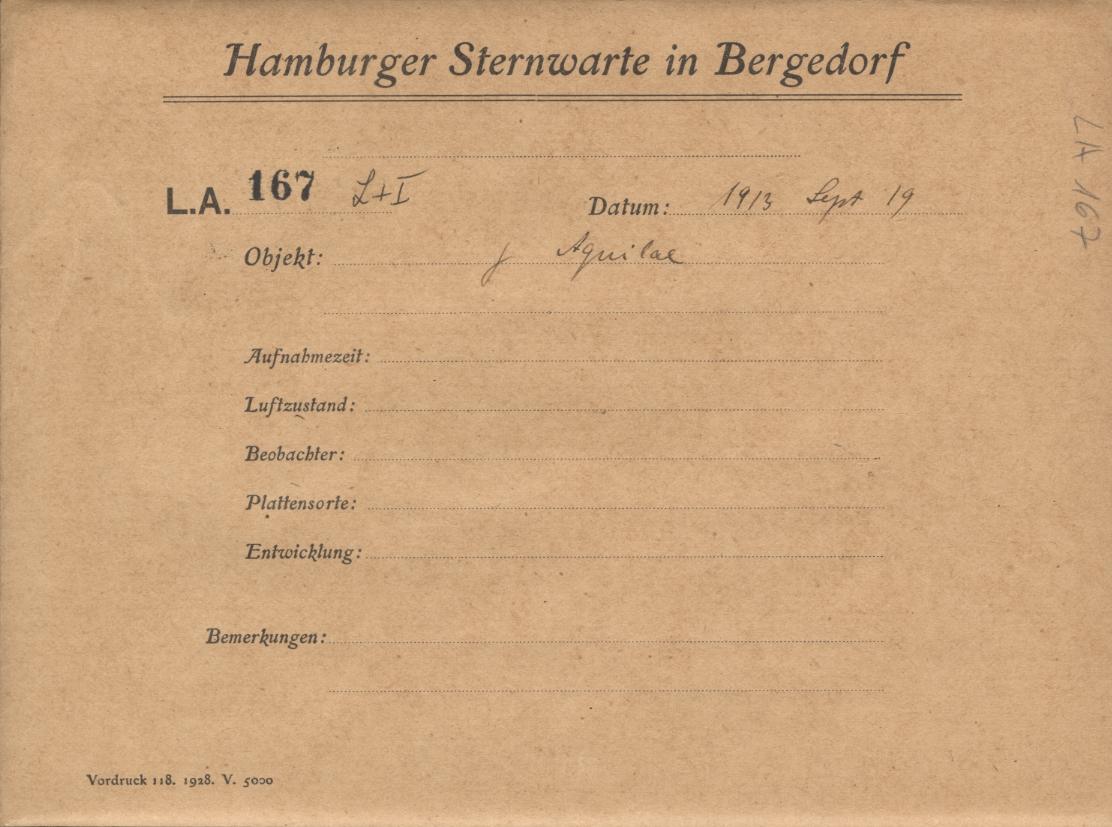 Hamburger Sternwarte in Bergedorf
L.A. 167 L+I Datum: 1913 Sept 19
Objekt: γ Aquilae
Aufnahmezeit:
Luftzustand:
Beobachter:
Plattensorte:
Entwicklung:
Bemerkungen:
Vordruck 118. 1928. V. 5000
LA 167